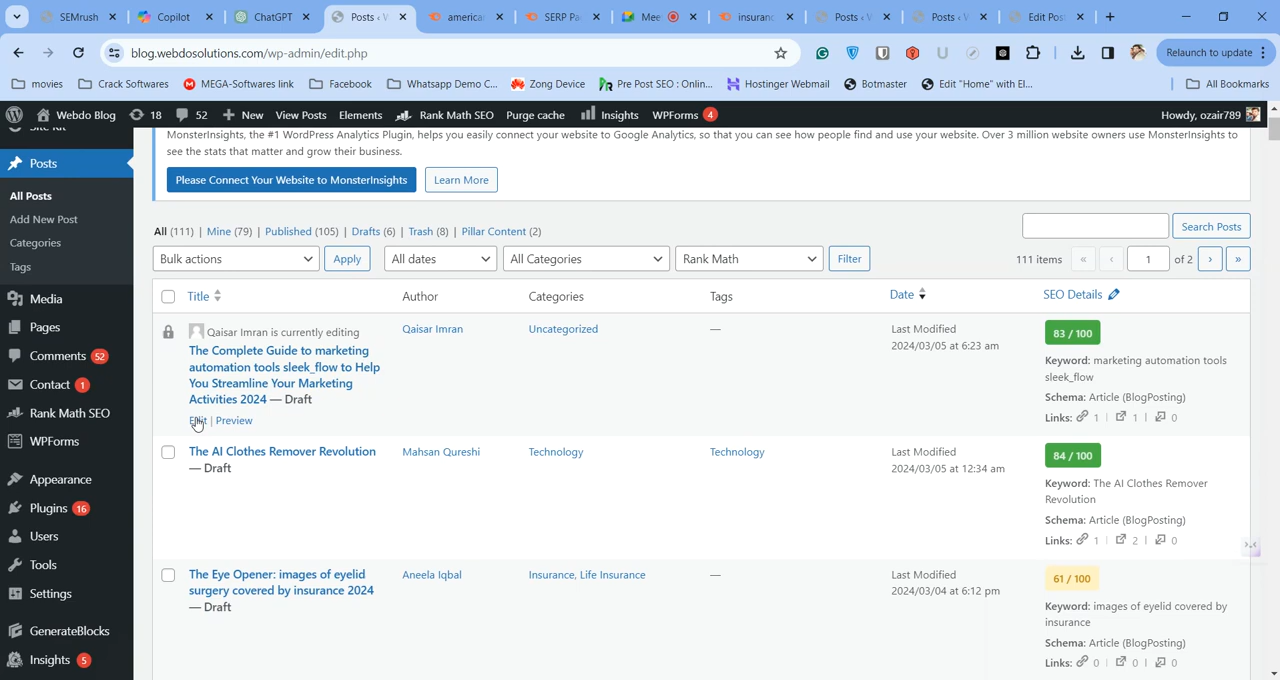 SEMrush
Copilot
ChatGPT
Posts ‹ W
american
SERP Pa
Mee
insuranc
Posts ‹ W
Posts ‹ W
Edit Pos
blog.webdosolutions.com/wp-admin/edit.php
Relaunch to update
movies
Crack Softwares
MEGA-Softwares link
Facebook
Whatsapp Demo C...
Zong Device
Pre Post SEO : Onlin...
Hostinger Webmail
Botmaster
Edit "Home" with El...
All Bookmarks
Webdo Blog
18
52
New
View Posts
Elements
Rank Math SEO
Purge cache
Insights
WPForms 4
Howdy, ozair789
Site Kit
Posts
All Posts
Add New Post
Categories
Tags
Media
Pages
Comments 52
Contact 1
Rank Math SEO
WPForms
Appearance
Plugins 16
Users
Tools
Settings
GenerateBlocks
Insights 5
MonsterInsights, the #1 WordPress Analytics Plugin, helps you easily connect your website to Google Analytics, so that you can see how people find and use your website. Over 3 million website owners use MonsterInsights to
see the stats that matter and grow their business.
Please Connect Your Website to MonsterInsights
Learn More
All (111) | Mine (79) | Published (105) | Drafts (6) | Trash (8) | Pillar Content (2)
Search Posts
Bulk actions
Apply
All dates
All Categories
Rank Math
Filter
111 items « ‹ 1 of 2 › »
Title
Author
Categories
Tags
Date
SEO Details
Qaisar Imran is currently editing
The Complete Guide to marketing
automation tools sleek_flow to Help
You Streamline Your Marketing
Activities 2024 — Draft
Edit | Preview
Qaisar Imran
Uncategorized
—
Last Modified
2024/03/05 at 6:23 am
83 / 100
Keyword: marketing automation tools
sleek_flow
Schema: Article (BlogPosting)
Links: 1 | 1 | 0
The AI Clothes Remover Revolution
— Draft
Mahsan Qureshi
Technology
Technology
Last Modified
2024/03/05 at 12:34 am
84 / 100
Keyword: The AI Clothes Remover
Revolution
Schema: Article (BlogPosting)
Links: 1 | 2 | 0
The Eye Opener: images of eyelid
surgery covered by insurance 2024
— Draft
Aneela Iqbal
Insurance, Life Insurance
—
Last Modified
2024/03/04 at 6:12 pm
61 / 100
Keyword: images of eyelid covered by
insurance
Schema: Article (BlogPosting)
Links: 0 | 0 | 0